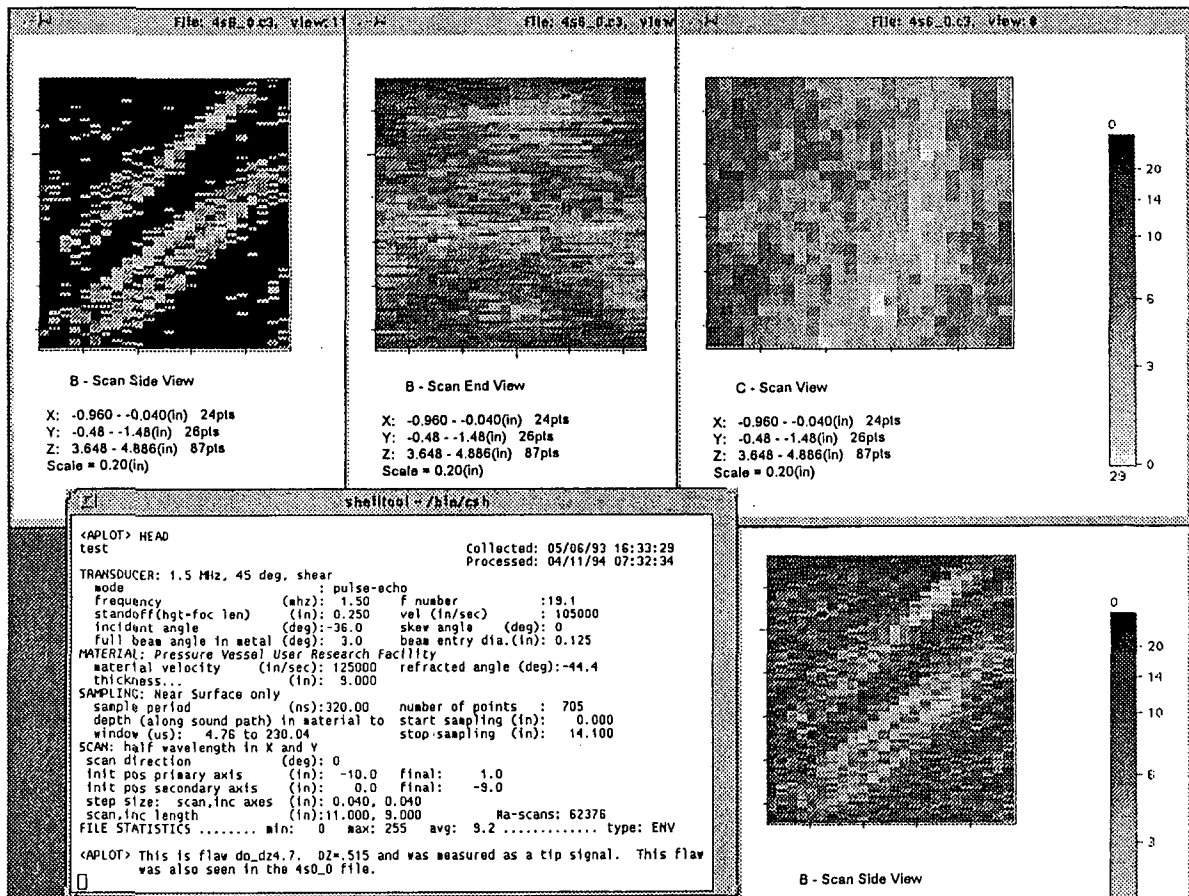 File: 4s6_0.c3, view: 1
File: 4s6_0.c3, view
File: 4s6_0.c3, view: 0
B - Scan Side View
X: -0.960 - -0.040(in) 24pts
Y: -0.48 - -1.48(in) 26pts
Z: 3.648 - 4.886(in) 87pts
Scale = 0.20(in)
B - Scan End View
X: -0.960 - -0.040(in) 24pts
Y: -0.48 - -1.48(in) 26pts
Z: 3.648 - 4.886(in) 87pts
Scale = 0.20(in)
C - Scan View
X: -0.960 - -0.040(in) 24pts
Y: -0.48 - -1.48(in) 26pts
Z: 3.648 - 4.886(in) 87pts
Scale = 0.20(in)
0
20
14
10
6
3
0
29
shelltool - /bin/csh
<APLOT> HEAD
test Collected: 05/06/93 16:33:29
Processed: 04/11/94 07:32:34
TRANSDUCER: 1.5 MHz, 45 deg, shear
mode : pulse-echo
frequency (mhz): 1.50 f number :19.1
standoff(hgt-foc len) (in): 0.250 vel (in/sec) : 105000
incident angle (deg):-36.0 skew angle (deg): 0
full beam angle in metal (deg): 3.0 beam entry dia.(in): 0.125
MATERIAL: Pressure Vessel User Research Facility
material velocity (in/sec): 125000 refracted angle (deg):-44.4
thickness... (in): 9.000
SAMPLING: Near Surface only
sample period (ns):320.00 number of points : 705
depth (along sound path) in material to start sampling (in): 0.000
window (us): 4.76 to 230.04 stop sampling (in): 14.100
SCAN: half wavelength in X and Y
scan direction (deg): 0
init pos primary axis (in): -10.0 final: 1.0
init pos secondary axis (in): 0.0 final: -9.0
step size: scan,inc axes (in): 0.040, 0.040
scan,inc length (in):11.000, 9.000 Na-scans: 62376
FILE STATISTICS ........ min: 0 max: 255 avg: 9.2 ............. type: ENV
<APLOT> This is flaw do_dz4.7. DZ=.515 and was measured as a tip signal. This flaw
was also seen in the 4s0_0 file.
0
20
14
10
6
3
B - Scan Side View